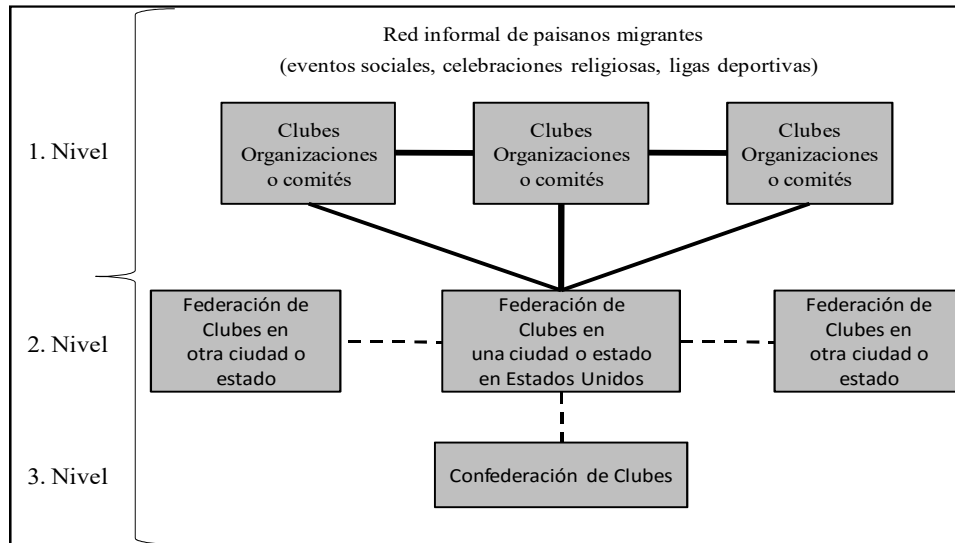 Red informal de paisanos migrantes
(eventos sociales, celebraciones religiosas, ligas deportivas)
1. Nivel
Clubes
Organizaciones
o comités
Clubes
Organizaciones
o comités
Clubes
Organizaciones
o comités
2. Nivel
Federación de
Clubes en
otra ciudad o
estado
Federación de
Clubes en
una ciudad o estado
en Estados Unidos
Federación de
Clubes en
otra ciudad o
estado
3. Nivel
Confederación de Clubes